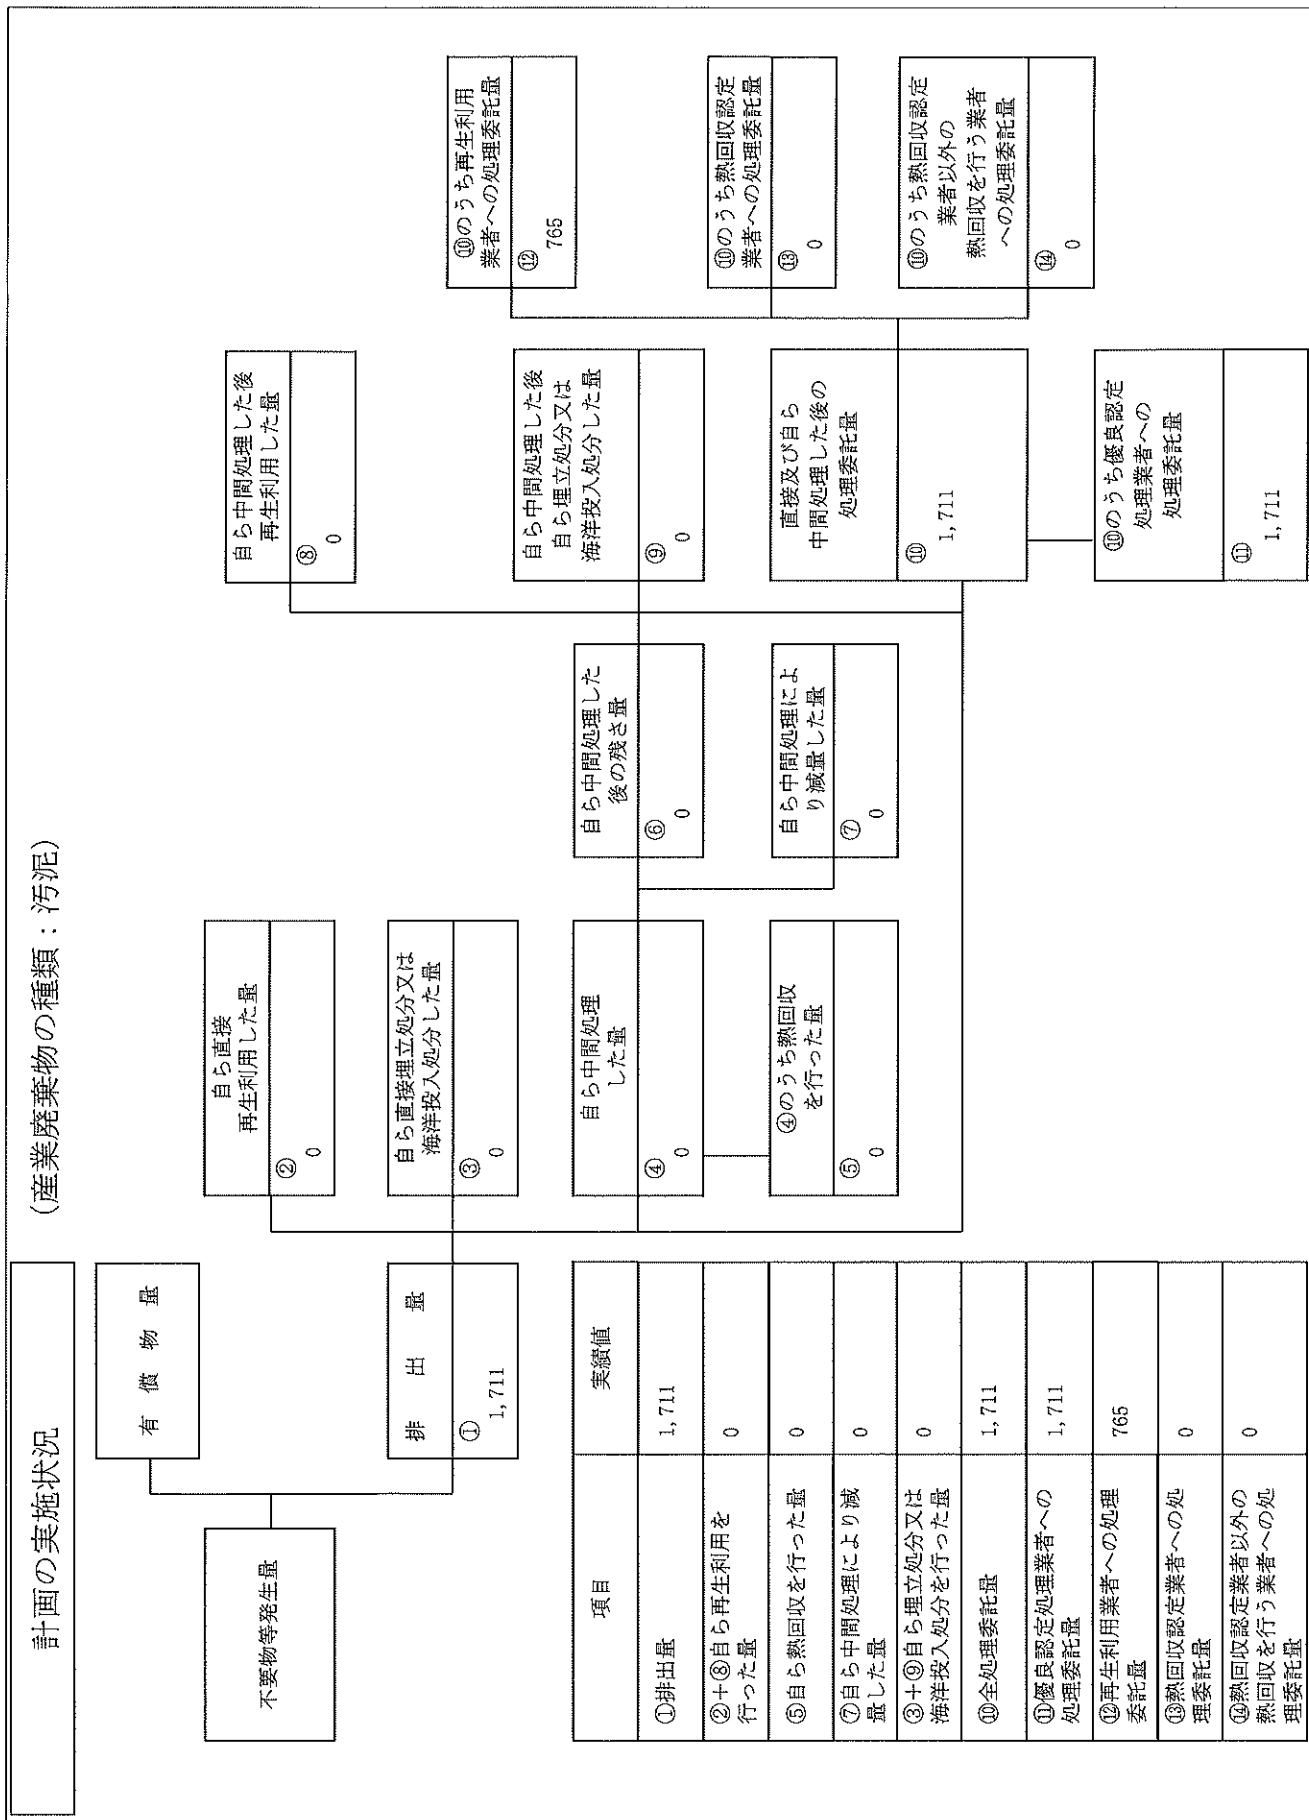 計画の実施状況
(産業廃棄物の種類：汚泥)
不要物等発生量
有償物量
排出量
①
1,711
自ら直接
再生利用した量
②
0
自ら直接埋立処分又は
海洋投入処分した量
③
0
自ら中間処理
した量
④
0
④のうち熱回収
を行った量
⑤
0
自ら中間処理した
後の残さ量
⑥
0
自ら中間処理によ
り減量した量
⑦
0
自ら中間処理した後
再生利用した量
⑧
0
自ら中間処理した後
自ら埋立処分又は
海洋投入処分した量
⑨
0
直接及び自ら
中間処理した後の
処理委託量
⑩
1,711
⑩のうち優良認定
処理業者への
処理委託量
⑪
1,711
⑩のうち再生利用
業者への処理委託量
⑫
765
⑩のうち熱回収認定
業者への処理委託量
⑬
0
⑩のうち熱回収認定
業者以外の
熱回収を行う業者
への処理委託量
⑭
0
項目
実績値
①排出量
1,711
②＋⑧自ら再生利用を
行った量
0
⑤自ら熱回収を行った量
0
⑦自ら中間処理により減
量した量
0
③＋⑨自ら埋立処分又は
海洋投入処分を行った量
0
⑩全処理委託量
1,711
⑪優良認定処理業者への
処理委託量
1,711
⑫再生利用業者への処理
委託量
765
⑬熱回収認定業者への処
理委託量
0
⑭熱回収認定業者以外の
熱回収を行う業者への処
理委託量
0